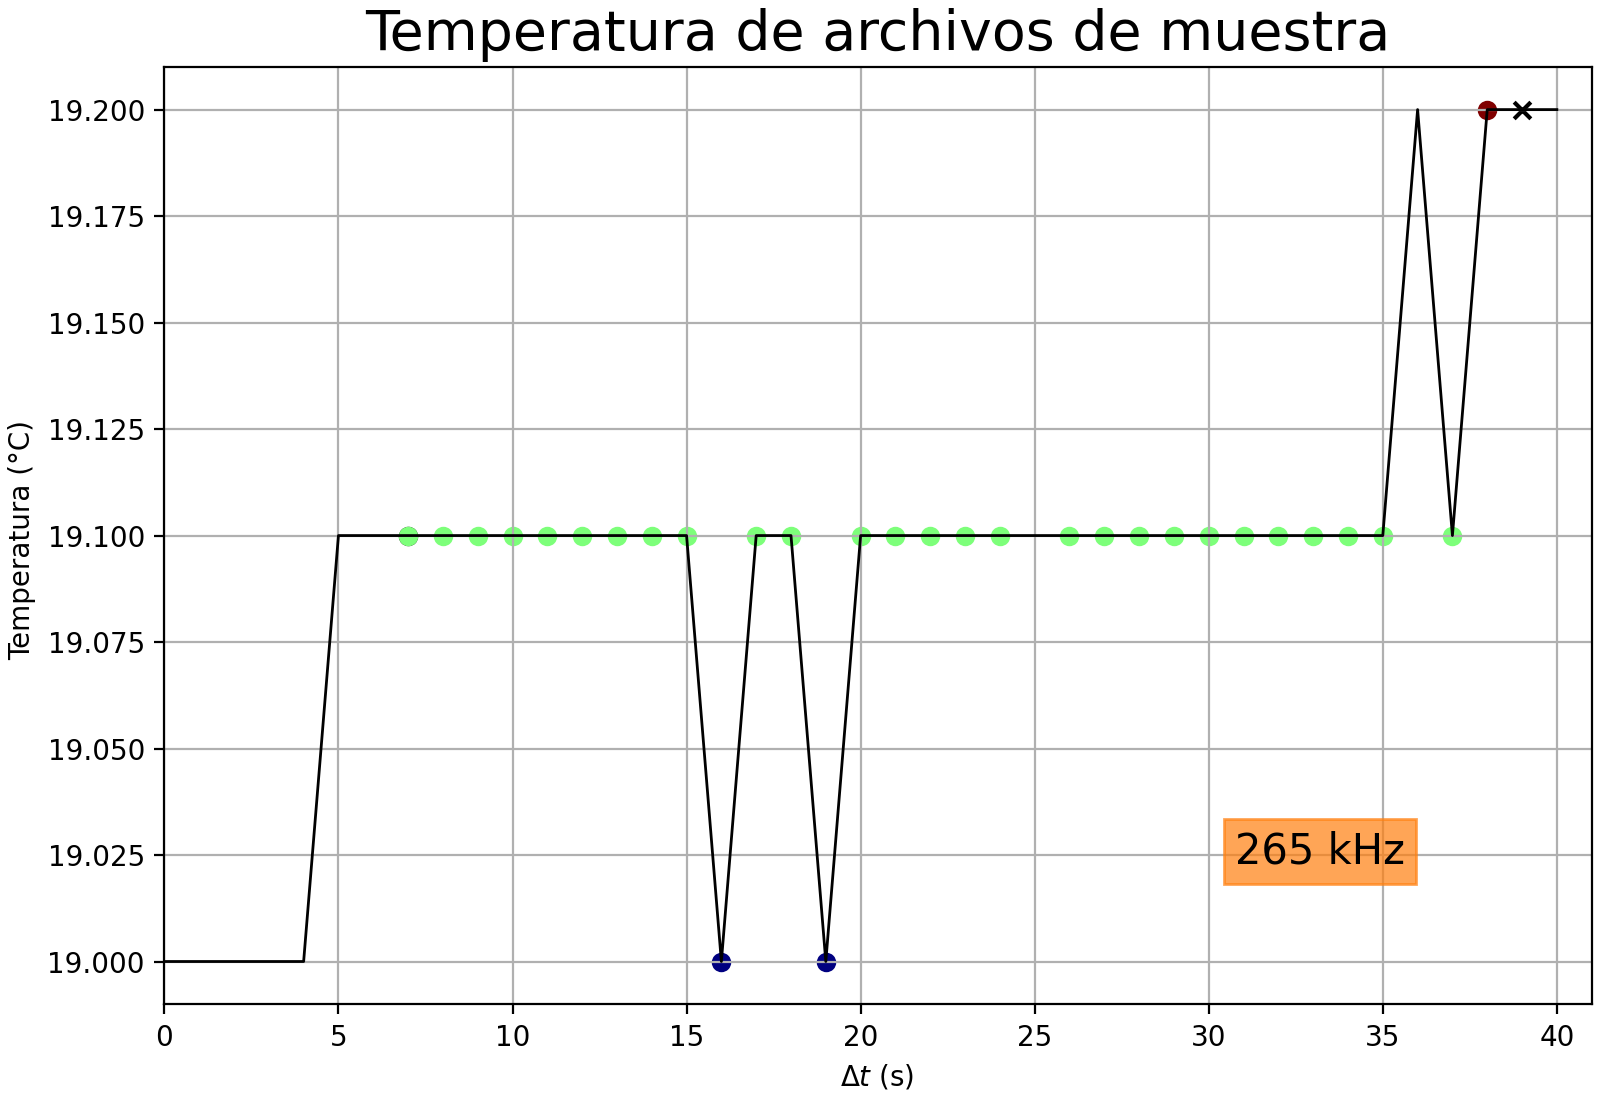 Temperatura de archivos de muestra
19.200
19.175
19.150
19.125
19.100
19.075
19.050
19.025
19.000
Temperatura (°C)
265 kHz
0 5 10 15 20 25 30 35 40
Δt (s)